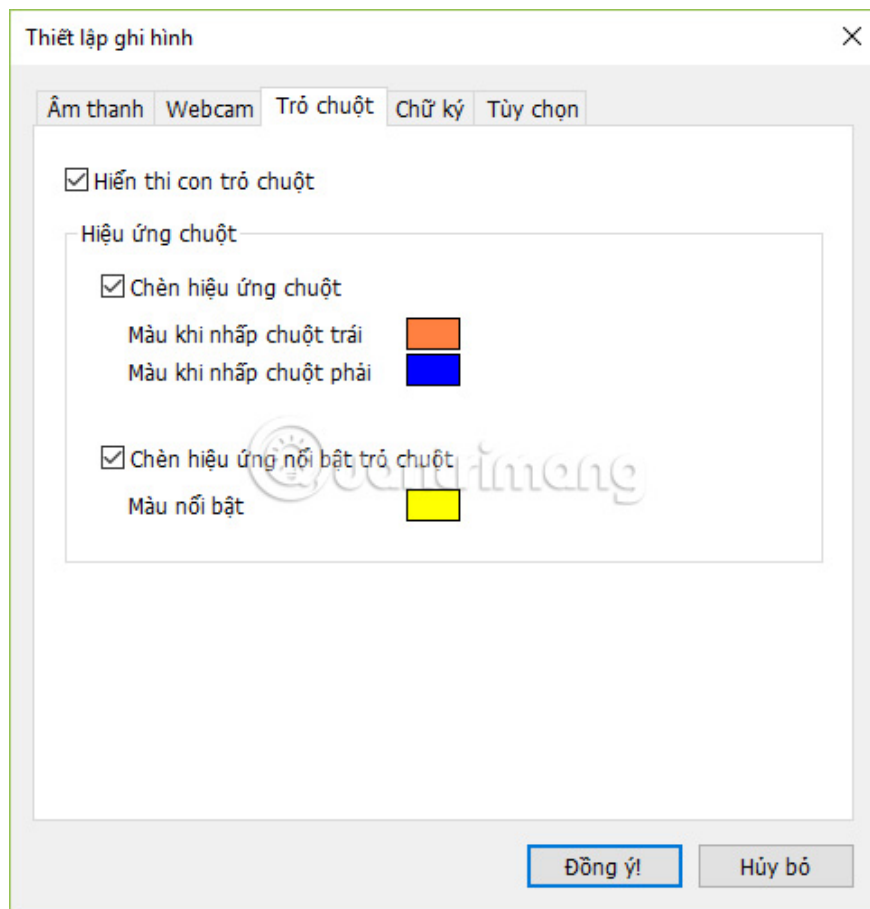 Thiết lập ghi hình
Âm thanh Webcam Trỏ chuột Chữ ký Tùy chọn
Hiển thi con trỏ chuột
Hiệu ứng chuột
Chèn hiệu ứng chuột
Màu khi nhấp chuột trái
Màu khi nhấp chuột phải
Chèn hiệu ứng nổi bật trỏ chuột
Quantrimang
Màu nổi bật
Đồng ý! Hủy bỏ